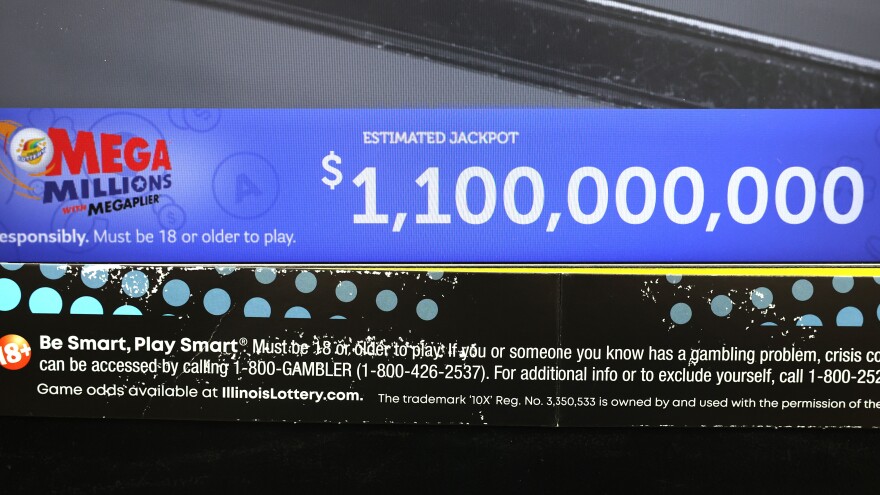 MEGA
MILLIONS
WITH MEGAPLIER
ESTIMATED JACKPOT
$1,100,000,000
esponsibly. Must be 18 or older to play.
18+
Be Smart, Play Smart® Must be 18 or older to play. If you or someone you know has a gambling problem, crisis co
can be accessed by calling 1-800-GAMBLER (1-800-426-2537). For additional info or to exclude yourself, call 1-800-252
Game odds available at IllinoisLottery.com. The trademark '10X' Reg. No. 3,350,533 is owned by and used with the permission of the